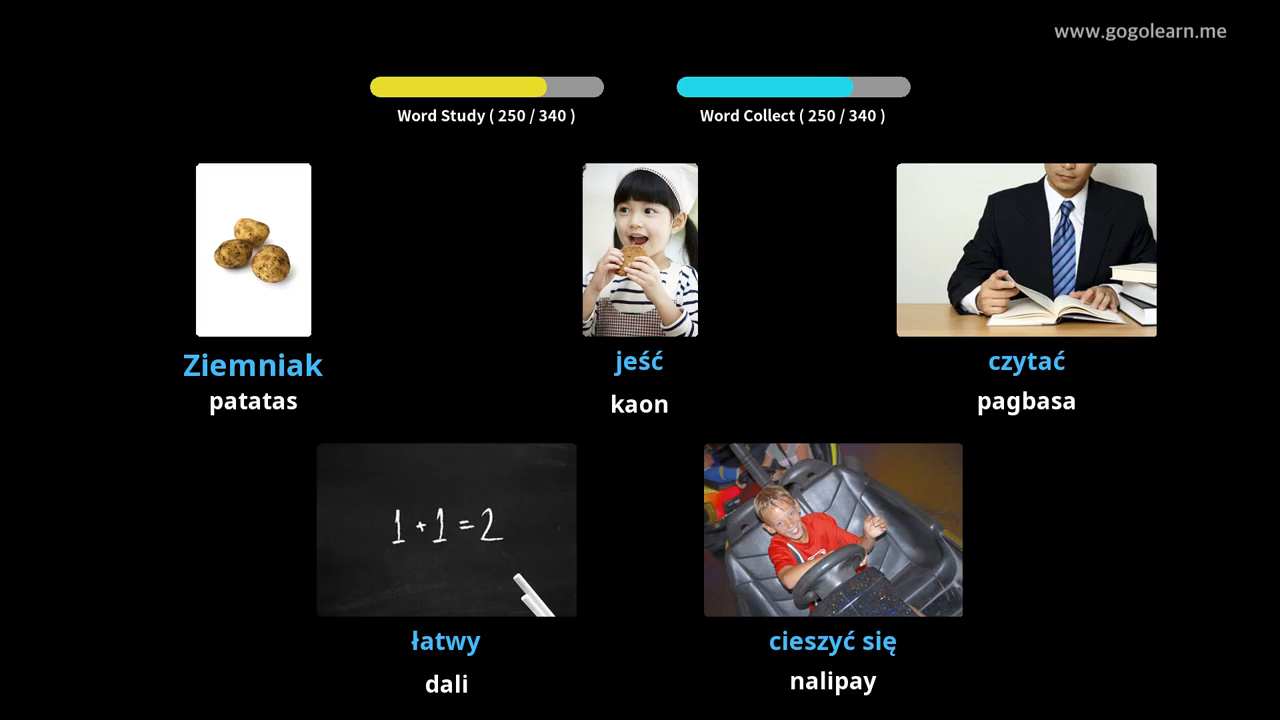 www.gogolearn.me
Word Study ( 250 / 340 )
Word Collect ( 250 / 340 )
Ziemniak
patatas
jeść
kaon
czytać
pagbasa
1 + 1 = 2
łatwy
dali
cieszyć się
nalipay